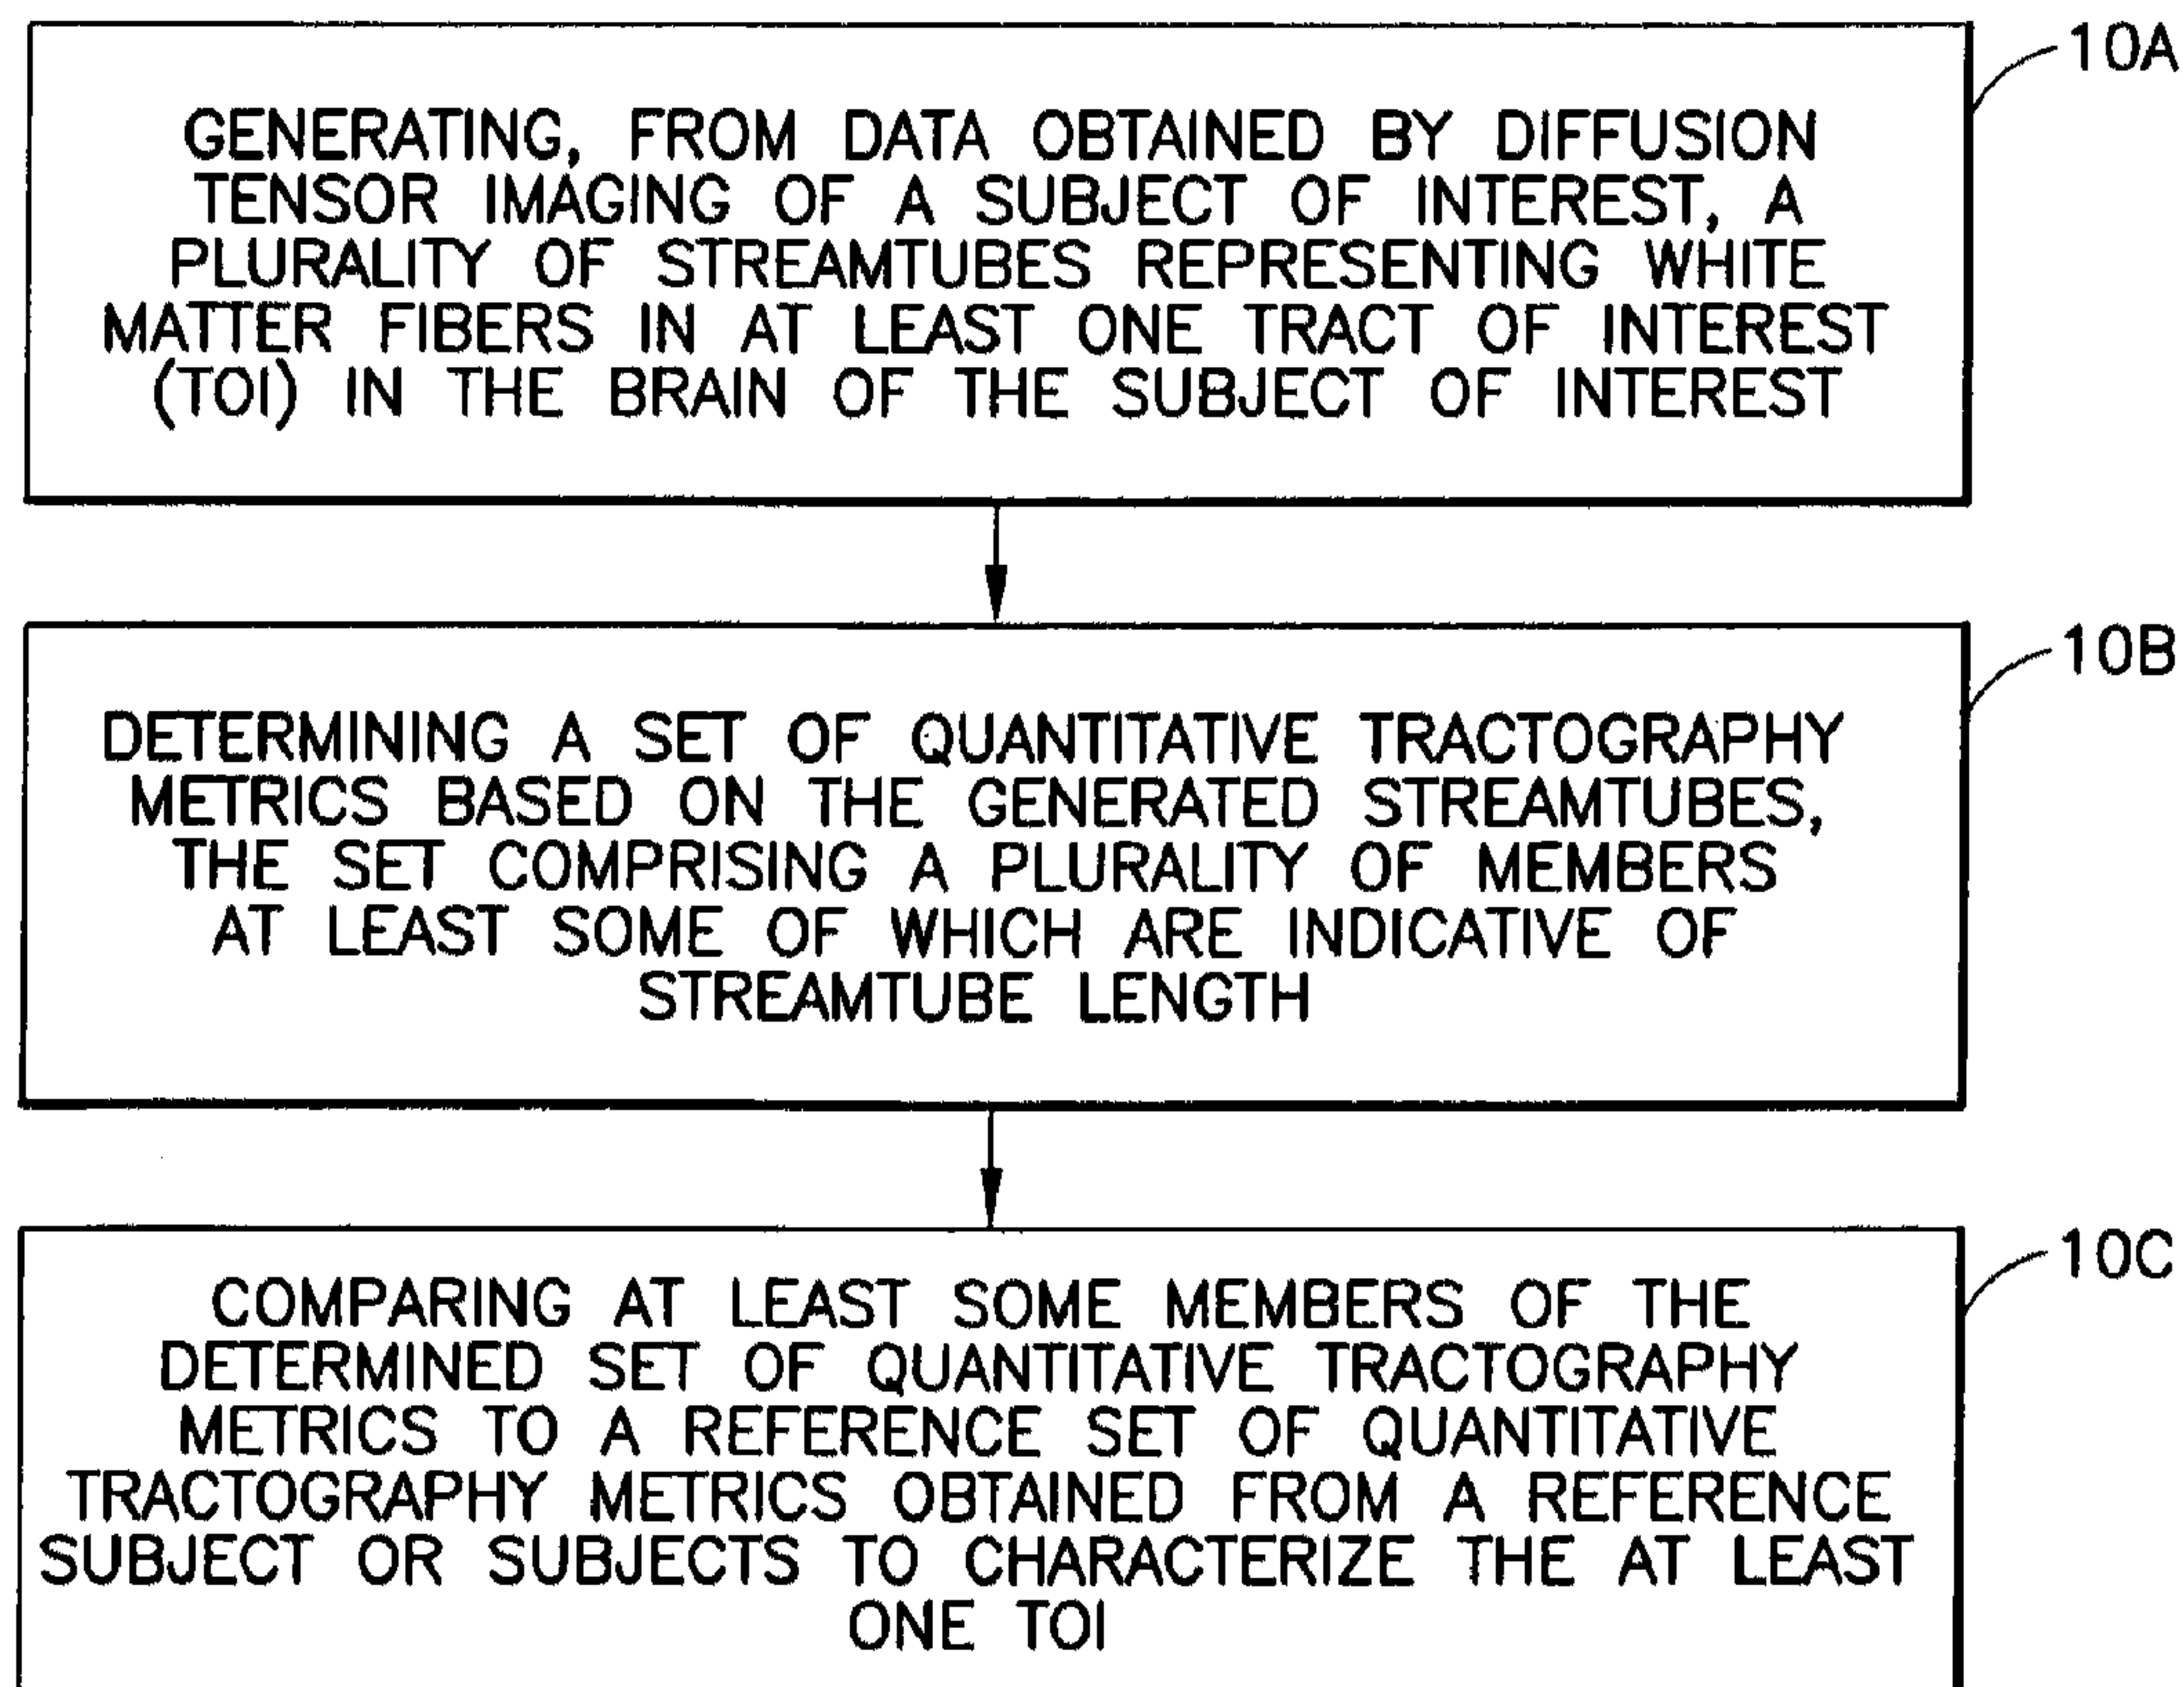 10A
GENERATING, FROM DATA OBTAINED BY DIFFUSION
TENSOR IMAGING OF A SUBJECT OF INTEREST, A
PLURALITY OF STREAMTUBES REPRESENTING WHITE
MATTER FIBERS IN AT LEAST ONE TRACT OF INTEREST
(TOI) IN THE BRAIN OF THE SUBJECT OF INTEREST
10B
DETERMINING A SET OF QUANTITATIVE TRACTOGRAPHY
METRICS BASED ON THE GENERATED STREAMTUBES,
THE SET COMPRISING A PLURALITY OF MEMBERS
AT LEAST SOME OF WHICH ARE INDICATIVE OF
STREAMTUBE LENGTH
10C
COMPARING AT LEAST SOME MEMBERS OF THE
DETERMINED SET OF QUANTITATIVE TRACTOGRAPHY
METRICS TO A REFERENCE SET OF QUANTITATIVE
TRACTOGRAPHY METRICS OBTAINED FROM A REFERENCE
SUBJECT OR SUBJECTS TO CHARACTERIZE THE AT LEAST
ONE TOI